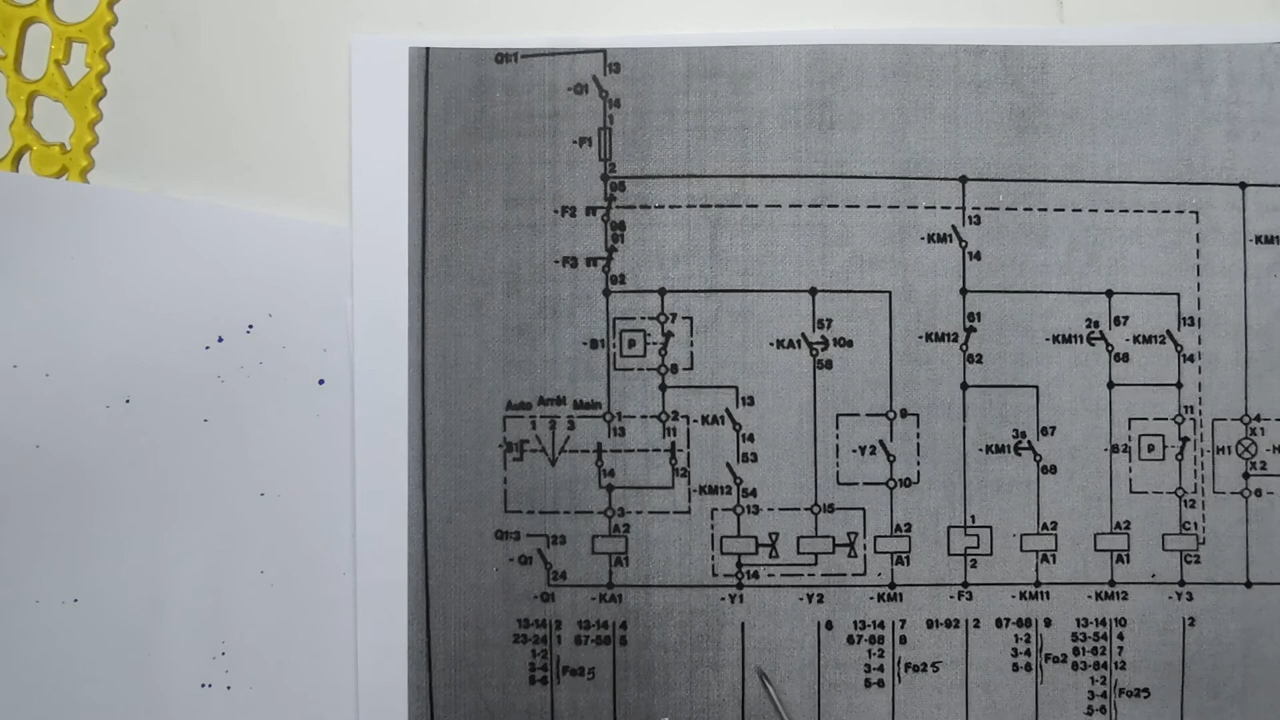 Q1:1
13
-Q1
14
1
-F1
2
95
-F2
96
91
-F3
92
13
-KM1
14
-KM1
7
-B1
P
8
57
-KA1
10s
58
61
-KM12
62
2s
67
-KM11
68
13
-KM12
14
Auto Arrêt Main
1 2 3
1
13
2
11
14
12
3
13
-KA1
14
53
-KM12
54
9
-Y2
10
3s
67
-KM1
68
11
-B2
P
12
4
X1
-H1
X2
6
-H
Q1:3
23
-Q1
24
A2
A1
13
15
14
A2
A1
1
2
A2
A1
A2
A1
C1
C2
-Q1 -KA1 -Y1 -Y2 -KM1 -F3 -KM11 -KM12 -Y3
13-14 2 13-14 4 6 13-14 7 91-92 2 67-68 9 13-14 10 2
23-24 1 67-58 5 67-68 8 1-2 53-54 4
1-2 1-2 3-4 61-62 7
3-4 Fo25 3-4 Fo25 5-6 Fo2 83-84 12
5-6 5-6 1-2
3-4 Fo25
5-6